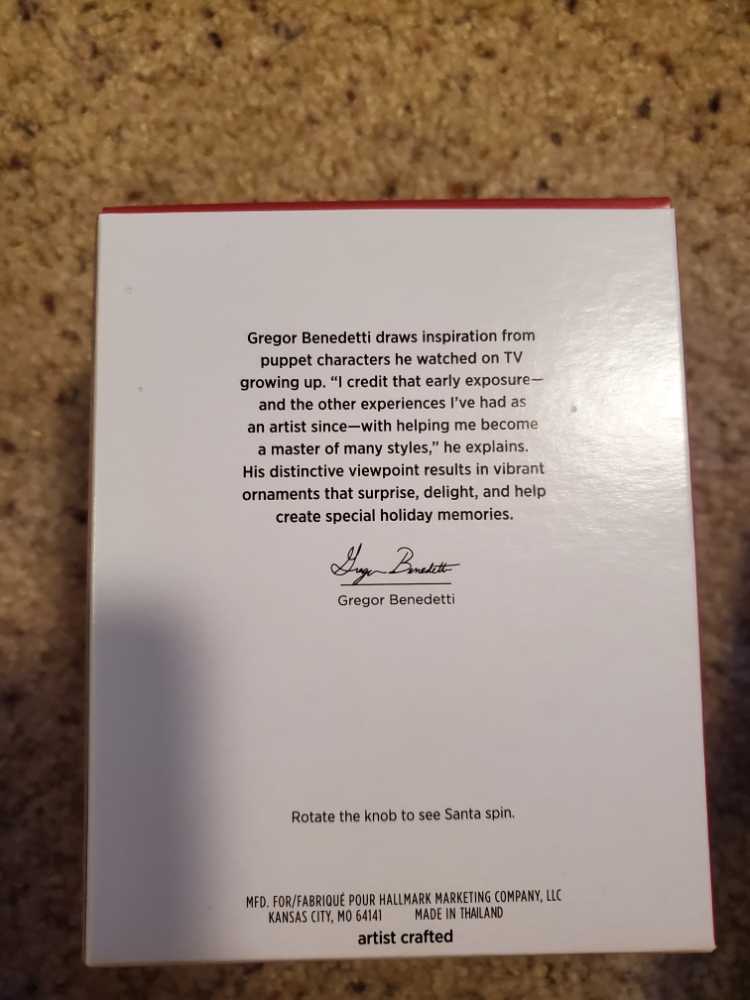 Gregor Benedetti draws inspiration from
puppet characters he watched on TV
growing up. “I credit that early exposure—
and the other experiences I’ve had as
an artist since—with helping me become
a master of many styles,” he explains.
His distinctive viewpoint results in vibrant
ornaments that surprise, delight, and help
create special holiday memories.
Gregor Benedetti
Gregor Benedetti
Rotate the knob to see Santa spin.
MFD. FOR/FABRIQUÉ POUR HALLMARK MARKETING COMPANY, LLC
KANSAS CITY, MO 64141 MADE IN THAILAND
artist crafted